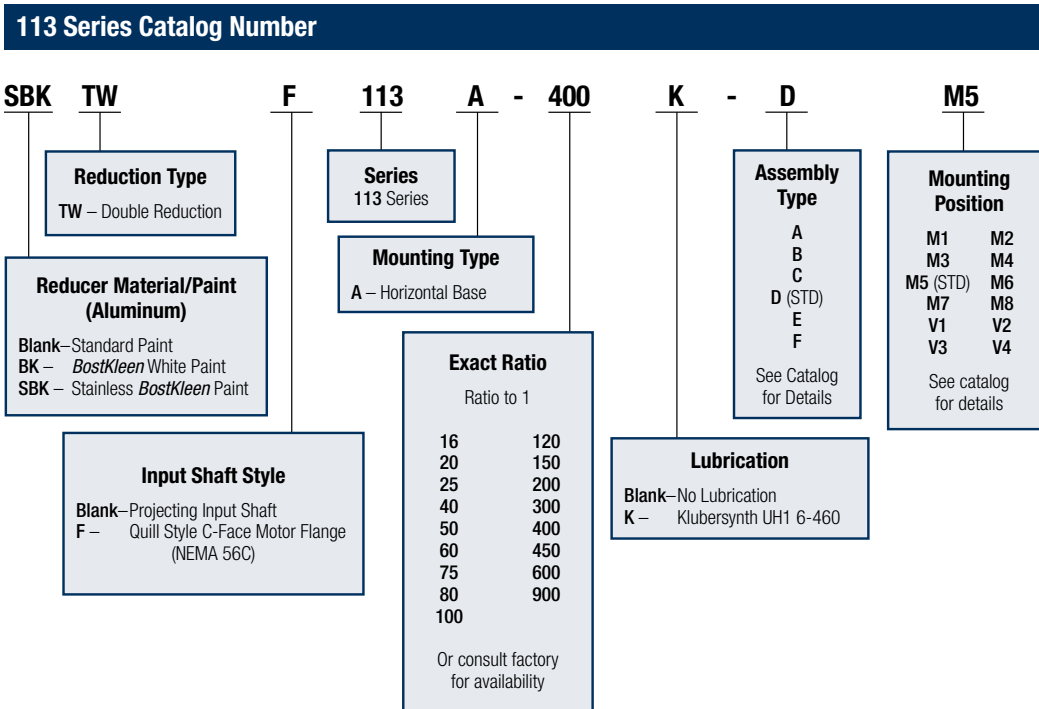 113 Series Catalog Number
SBK TW F 113 A - 400 K - D M5
Reduction Type
TW – Double Reduction
Series
113 Series
Assembly
Type
A
B
C
D (STD)
E
F
See Catalog
for Details
Mounting
Position
M1 M2
M3 M4
M5 (STD) M6
M7 M8
V1 V2
V3 V4
See catalog
for details
Mounting Type
A – Horizontal Base
Reducer Material/Paint
(Aluminum)
Blank–Standard Paint
BK – BostKleen White Paint
SBK – Stainless BostKleen Paint
Exact Ratio
Ratio to 1
16 120
20 150
25 200
40 300
50 400
60 450
75 600
80 900
100
Or consult factory
for availability
Input Shaft Style
Blank–Projecting Input Shaft
F – Quill Style C-Face Motor Flange
(NEMA 56C)
Lubrication
Blank–No Lubrication
K – Klubersynth UH1 6-460